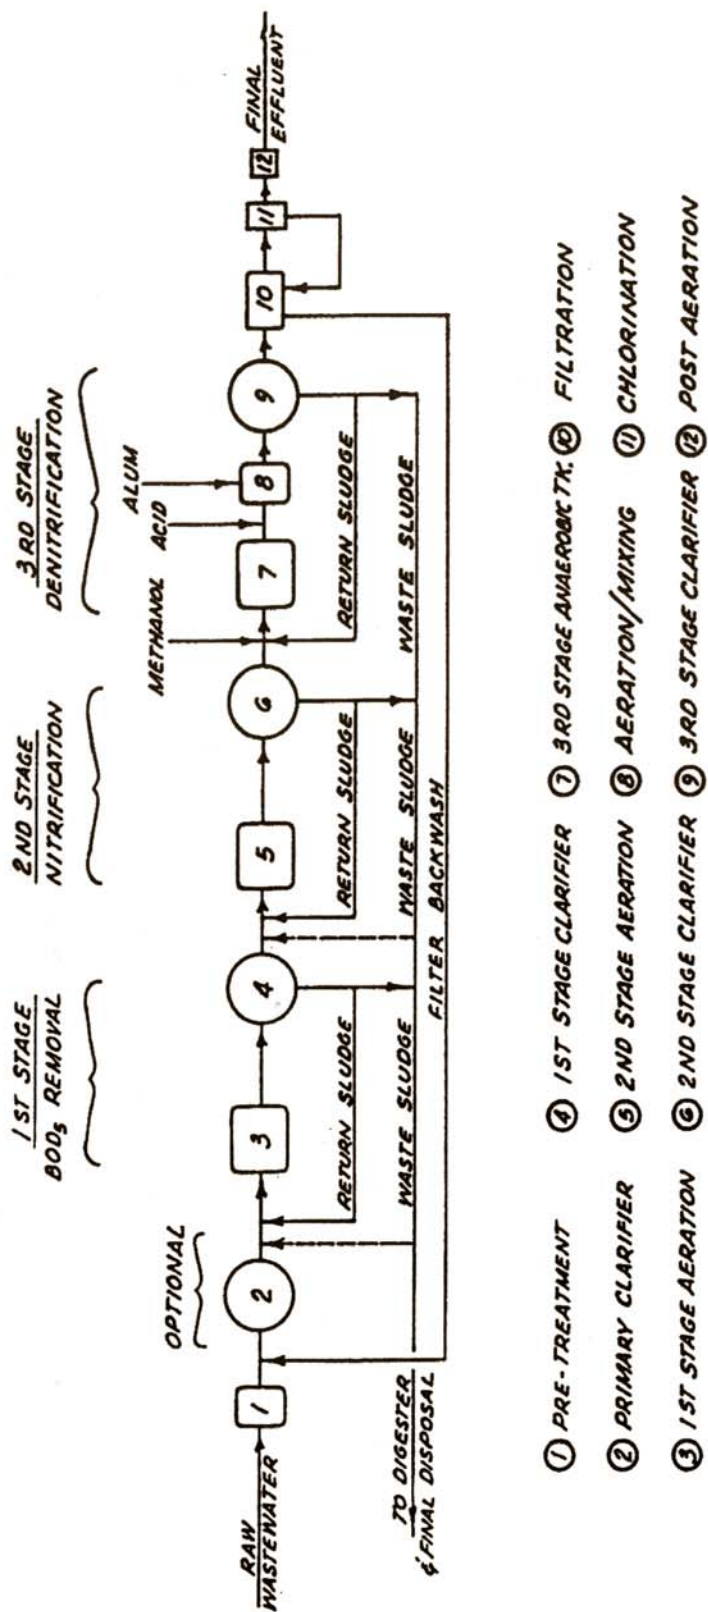 1ST STAGE
BOD5 REMOVAL
2ND STAGE
NITRIFICATION
3RD STAGE
DENITRIFICATION
OPTIONAL
METHANOL
ACID
ALUM
RAW
WASTEWATER
1
2
3
4
5
6
7
8
9
10
11
12
FINAL
EFFLUENT
RETURN SLUDGE
RETURN SLUDGE
RETURN SLUDGE
WASTE SLUDGE
WASTE SLUDGE
WASTE SLUDGE
TO DIGESTER
& FINAL DISPOSAL
FILTER BACKWASH
1 PRE-TREATMENT
2 PRIMARY CLARIFIER
3 1ST STAGE AERATION
4 1ST STAGE CLARIFIER
5 2ND STAGE AERATION
6 2ND STAGE CLARIFIER
7 3RD STAGE ANAEROBIC TK.
8 AERATION/MIXING
9 3RD STAGE CLARIFIER
10 FILTRATION
11 CHLORINATION
12 POST AERATION